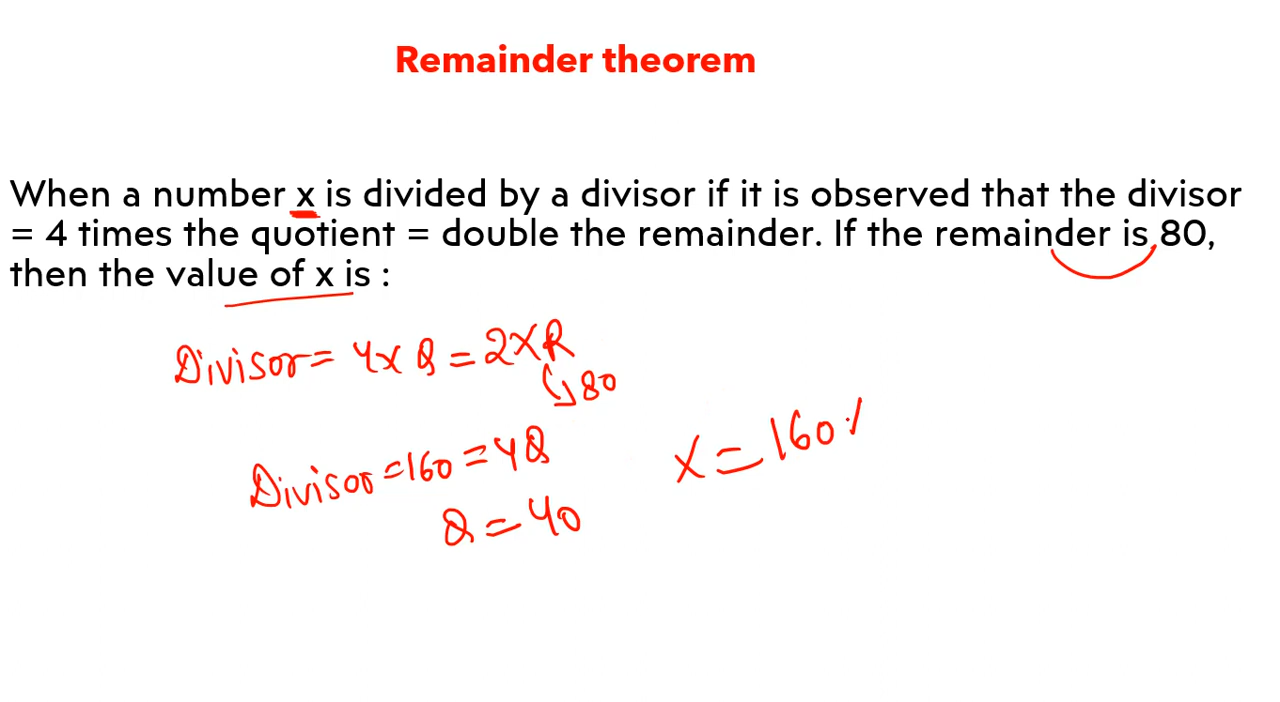 Remainder theorem
When a number x is divided by a divisor if it is observed that the divisor
= 4 times the quotient = double the remainder. If the remainder is 80,
then the value of x is :
Divisor = 4x Q = 2xR
80
Divisor = 160 = 4Q
Q = 40
x = 160